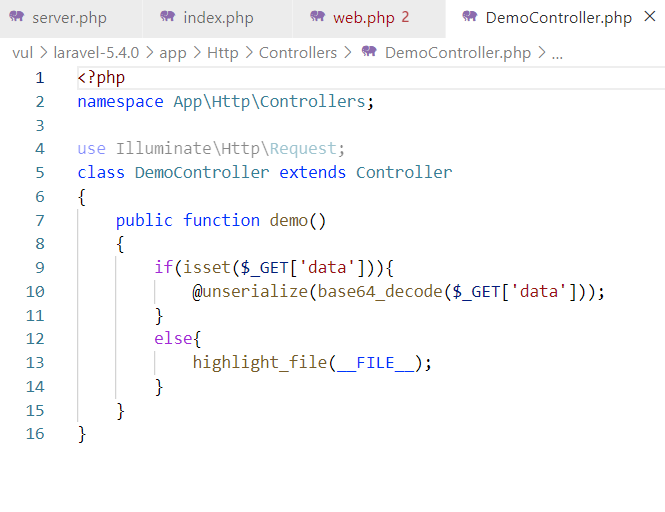 server.php index.php web.php 2 DemoController.php ×
vul > laravel-5.4.0 > app > Http > Controllers > DemoController.php > ...
1 <?php
2 namespace App\Http\Controllers;
3
4 use Illuminate\Http\Request;
5 class DemoController extends Controller
6 {
7     public function demo()
8     {
9         if(isset($_GET['data'])){
10             @unserialize(base64_decode($_GET['data']));
11         }
12         else{
13             highlight_file(__FILE__);
14         }
15     }
16 }